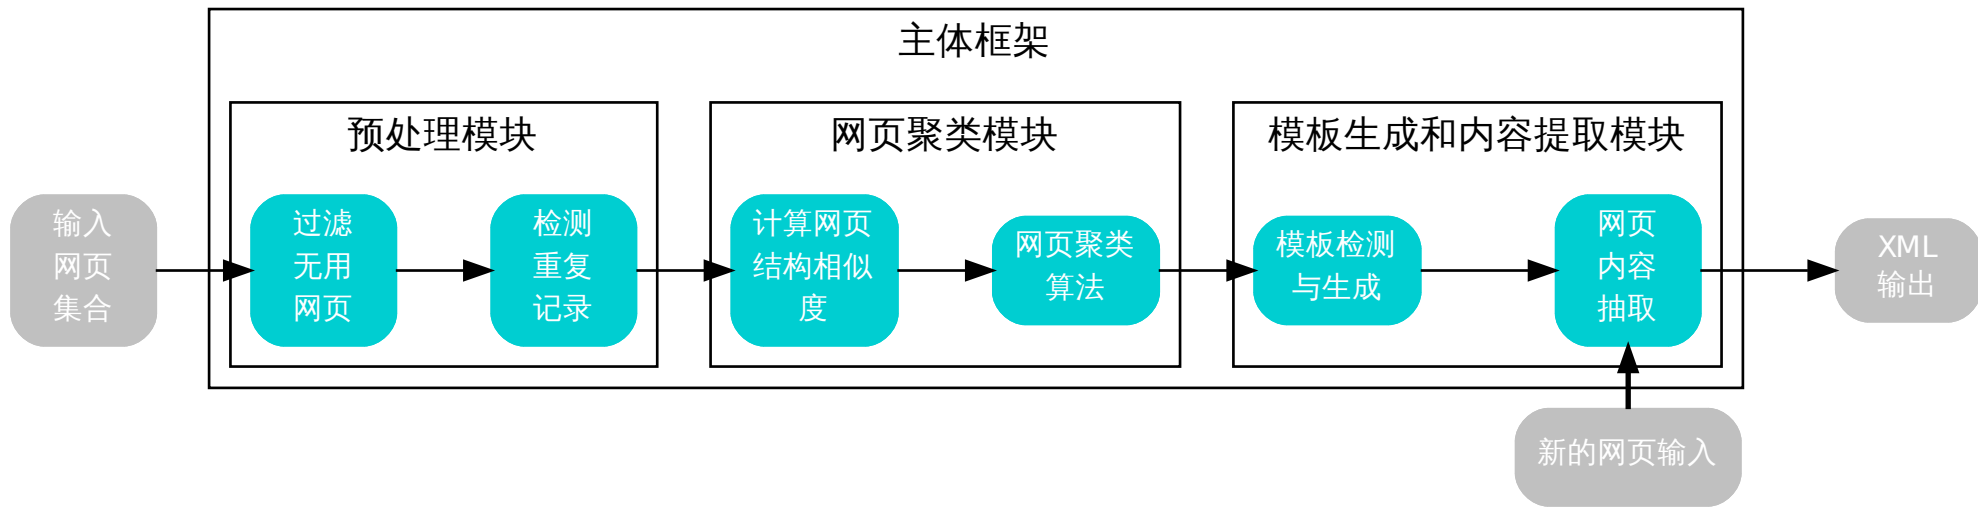 主体框架
预处理模块
网页聚类模块
模板生成和内容提取模块
输入
网页
集合
过滤
无用
网页
检测
重复
记录
计算网页
结构相似
度
网页聚类
算法
模板检测
与生成
网页
内容
抽取
XML
输出
新的网页输入